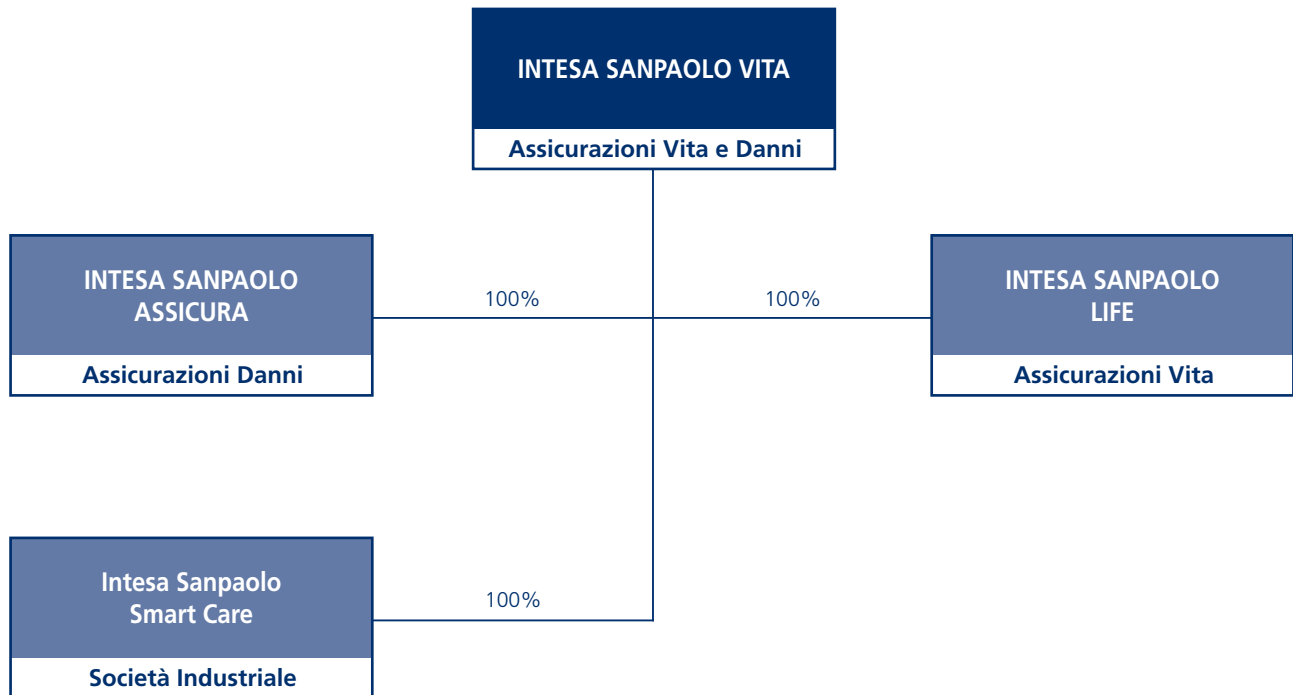 INTESA SANPAOLO VITA
Assicurazioni Vita e Danni
INTESA SANPAOLO
ASSICURA
Assicurazioni Danni
100%
100%
INTESA SANPAOLO
LIFE
Assicurazioni Vita
Intesa Sanpaolo
Smart Care
Società Industriale
100%